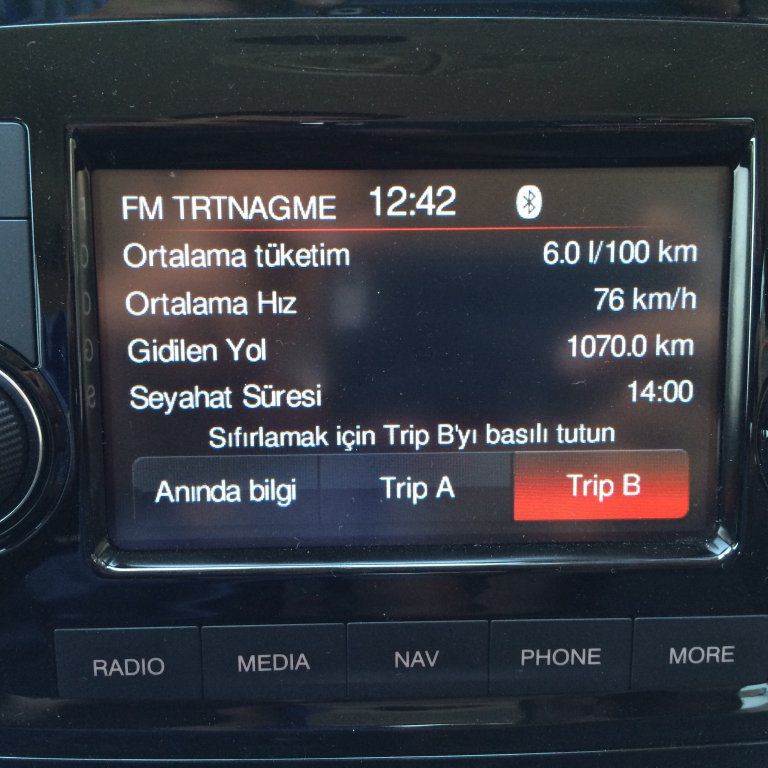 FM TRTNAGME 12:42
Ortalama tüketim 6.0 l/100 km
Ortalama Hız 76 km/h
Gidilen Yol 1070.0 km
Seyahat Süresi 14:00
Sıfırlamak için Trip B'yı basılı tutun
Anında bilgi Trip A Trip B
RADIO MEDIA NAV PHONE MORE